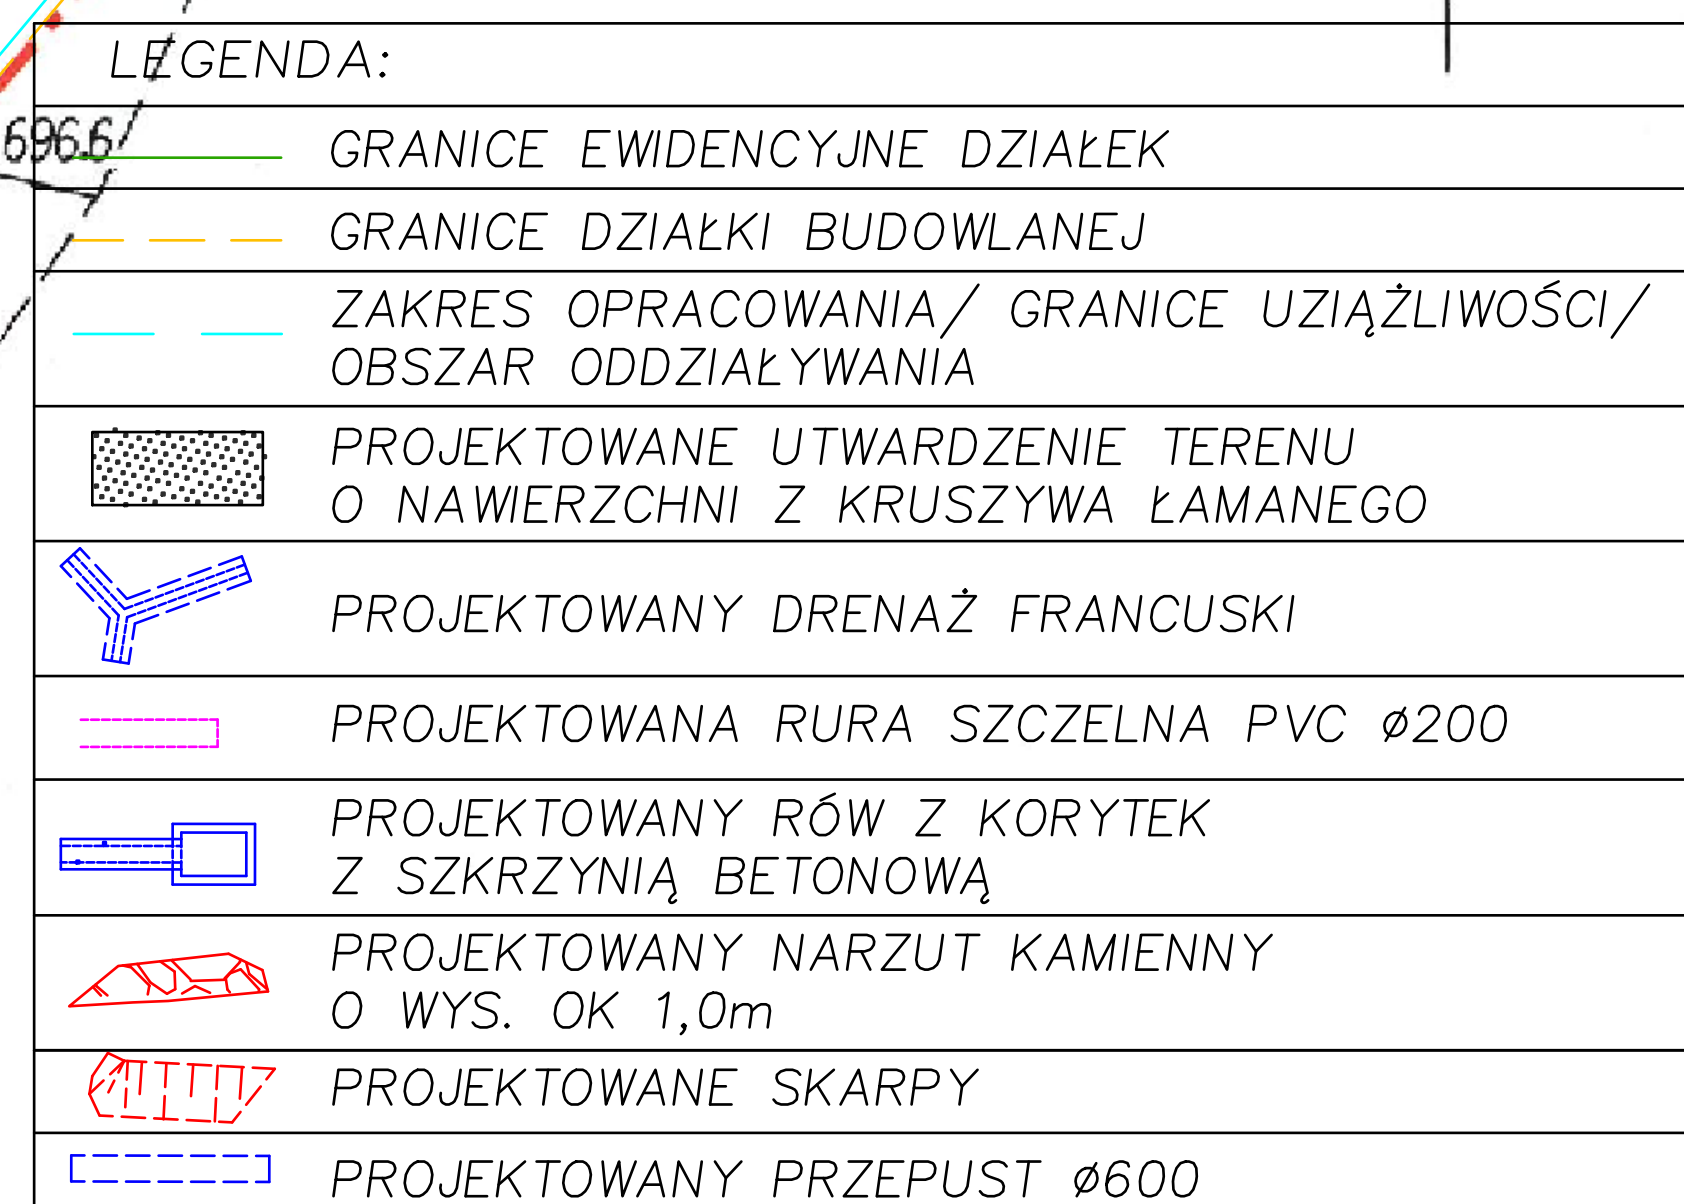 LEGENDA:
696.6
GRANICE EWIDENCYJNE DZIAŁEK
GRANICE DZIAŁKI BUDOWLANEJ
ZAKRES OPRACOWANIA/ GRANICE UZIĄŻLIWOŚCI/
OBSZAR ODDZIAŁYWANIA
PROJEKTOWANE UTWARDZENIE TERENU
O NAWIERZCHNI Z KRUSZYWA ŁAMANEGO
PROJEKTOWANY DRENAŻ FRANCUSKI
PROJEKTOWANA RURA SZCZELNA PVC ø200
PROJEKTOWANY RÓW Z KORYTEK
Z SZKRZYNIĄ BETONOWĄ
PROJEKTOWANY NARZUT KAMIENNY
O WYS. OK 1,0m
PROJEKTOWANE SKARPY
PROJEKTOWANY PRZEPUST ø600